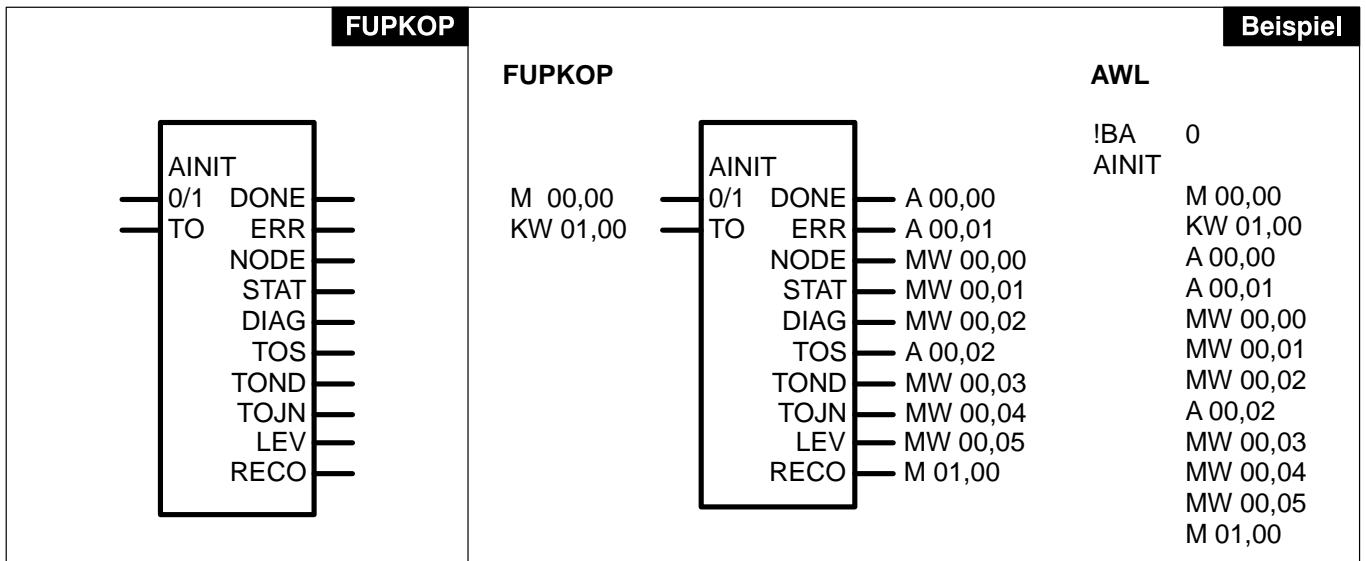 FUPKOP
AINIT
0/1 DONE
TO ERR
NODE
STAT
DIAG
TOS
TOND
TOJN
LEV
RECO
Beispiel
FUPKOP
AINIT
M 00,00 0/1 DONE A 00,00
KW 01,00 TO ERR A 00,01
NODE MW 00,00
STAT MW 00,01
DIAG MW 00,02
TOS A 00,02
TOND MW 00,03
TOJN MW 00,04
LEV MW 00,05
RECO M 01,00
AWL
!BA 0
AINIT
M 00,00
KW 01,00
A 00,00
A 00,01
MW 00,00
MW 00,01
MW 00,02
A 00,02
MW 00,03
MW 00,04
MW 00,05
M 01,00